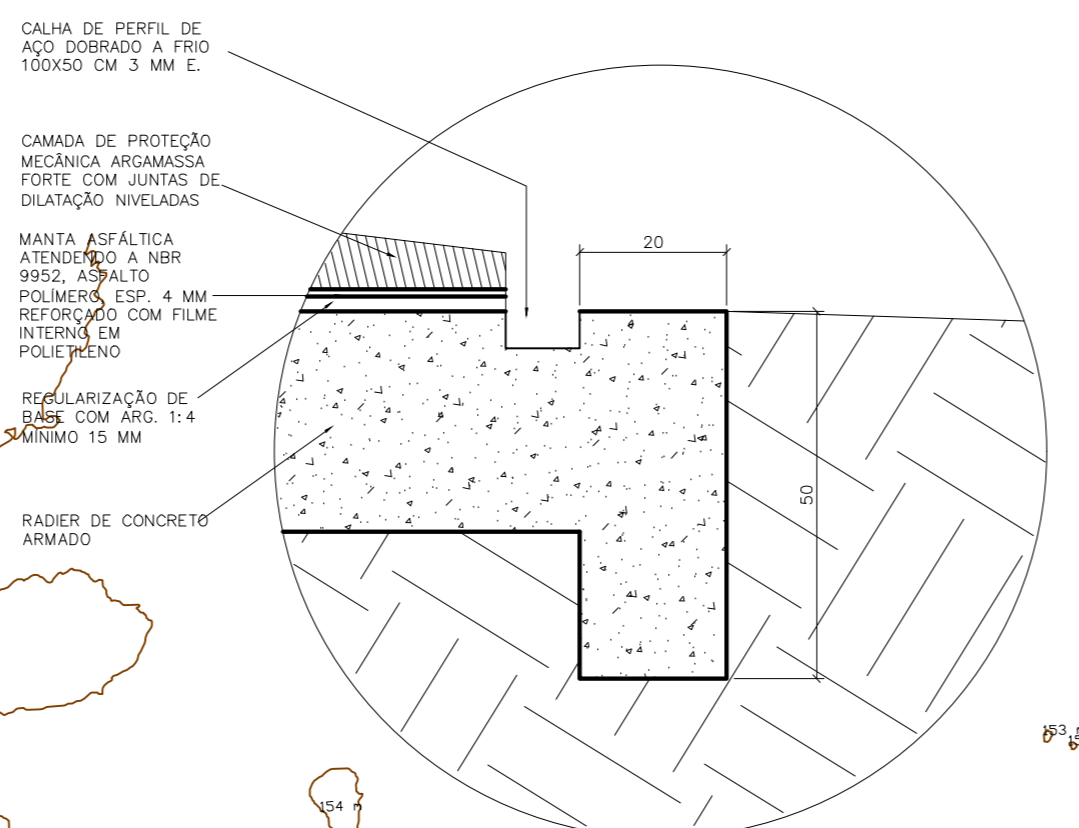 CALHA DE PERFIL DE
AÇO DOBRADO A FRIO
100X50 CM 3 MM E.
CAMADA DE PROTEÇÃO
MECÂNICA ARGAMASSA
FORTE COM JUNTAS DE
DILATAÇÃO NIVELADAS
MANTA ASFÁLTICA
ATENDENDO A NBR
9952, ASFALTO
POLÍMERO, ESP. 4 MM
REFORÇADO COM FILME
INTERNO EM
POLIETILENO
REGULARIZAÇÃO DE
BASE COM ARG. 1:4
MÍNIMO 15 MM
RADIER DE CONCRETO
ARMADO
20
50
153
154 m